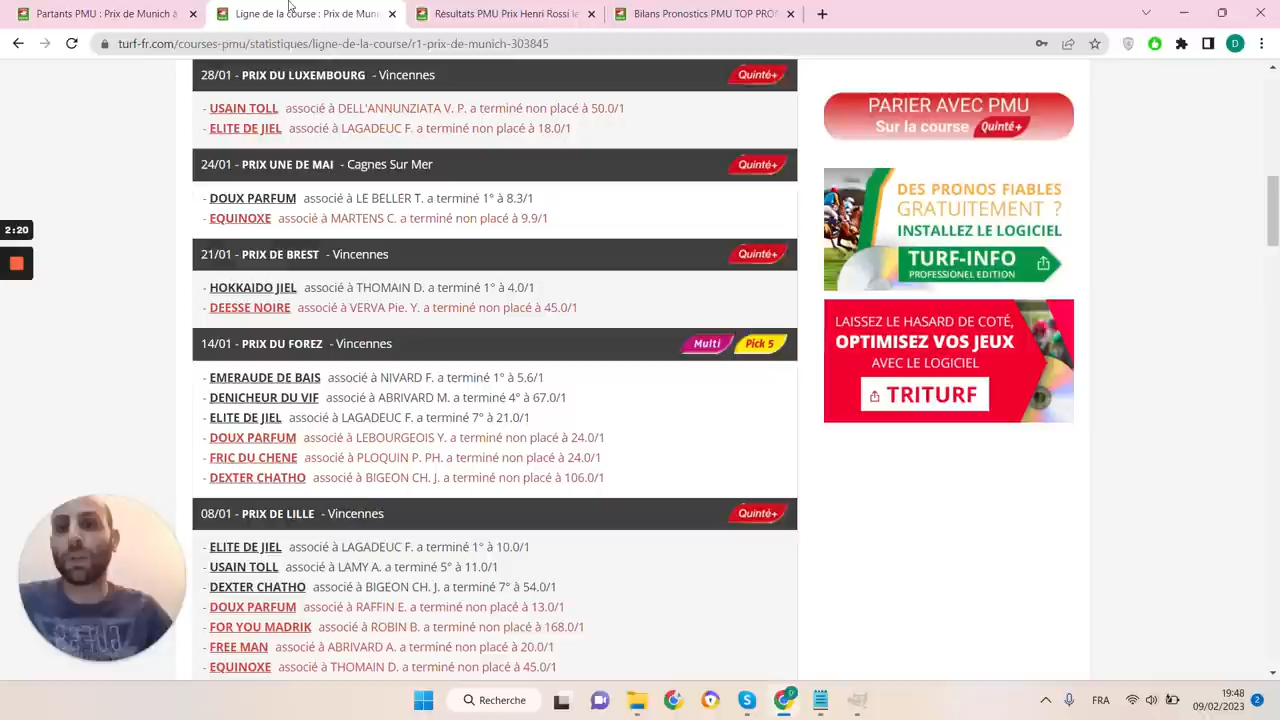 Pariers PMU : Tous Les
Ligne de course PMU : Musi
Pronostics PMU Henri Rossi le
Bilans Pronostics PMU TOP PRO
turf-fr.com/courses-pmu/statistiques/ligne-de-course/r1-prix-de-munich-303845
D
28/01 - PRIX DU LUXEMBOURG - Vincennes
Quinté+
- USAIN TOLL associé à DELL'ANNUNZIATA V. P. a terminé non placé à 50.0/1
- ELITE DE JIEL associé à LAGADEUC F. a terminé non placé à 18.0/1
24/01 - PRIX UNE DE MAI - Cagnes Sur Mer
Quinté+
- DOUX PARFUM associé à LE BELLER T. a terminé 1° à 8.3/1
- EQUINOXE associé à MARTENS C. a terminé non placé à 9.9/1
21/01 - PRIX DE BREST - Vincennes
Quinté+
- HOKKAIDO JIEL associé à THOMAIN D. a terminé 1° à 4.0/1
- DEESSE NOIRE associé à VERVA Pie. Y. a terminé non placé à 45.0/1
14/01 - PRIX DU FOREZ - Vincennes
Multi Pick 5
- EMERAUDE DE BAIS associé à NIVARD F. a terminé 1° à 5.6/1
- DENICHEUR DU VIF associé à ABRIVARD M. a terminé 4° à 67.0/1
- ELITE DE JIEL associé à LAGADEUC F. a terminé 7° à 21.0/1
- DOUX PARFUM associé à LEBOURGEOIS Y. a terminé non placé à 24.0/1
- FRIC DU CHENE associé à PLOQUIN P. PH. a terminé non placé à 24.0/1
- DEXTER CHATHO associé à BIGEON CH. J. a terminé non placé à 106.0/1
08/01 - PRIX DE LILLE - Vincennes
Quinté+
- ELITE DE JIEL associé à LAGADEUC F. a terminé 1° à 10.0/1
- USAIN TOLL associé à LAMY A. a terminé 5° à 11.0/1
- DEXTER CHATHO associé à BIGEON CH. J. a terminé 7° à 54.0/1
- DOUX PARFUM associé à RAFFIN E. a terminé non placé à 13.0/1
- FOR YOU MADRIK associé à ROBIN B. a terminé non placé à 168.0/1
- FREE MAN associé à ABRIVARD A. a terminé non placé à 20.0/1
- EQUINOXE associé à THOMAIN D. a terminé non placé à 45.0/1
PARIER AVEC PMU
Sur la course Quinté+
DES PRONOS FIABLES
GRATUITEMENT ?
INSTALLEZ LE LOGICIEL
TURF-INFO
PROFESSIONEL EDITION
LAISSEZ LE HASARD DE COTÉ,
OPTIMISEZ VOS JEUX
AVEC LE LOGICIEL
TRITURF
2:20
Recherche
FRA
19:48
09/02/2023
2